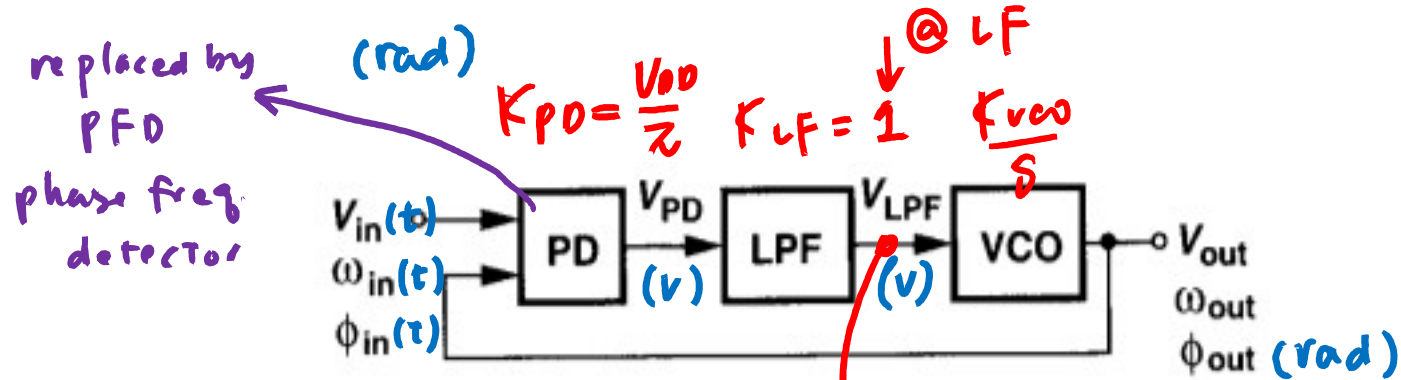 replaced by
PFD
phase freq.
detector
(rad)
@ LF
K_PD = V_DD / π
K_LF = 1
K_VCO / S
V_in(t)
ω_in(t)
ϕ_in(t)
PD
V_PD
(v)
LPF
V_LPF
(v)
VCO
V_out
ω_out
ϕ_out (rad)